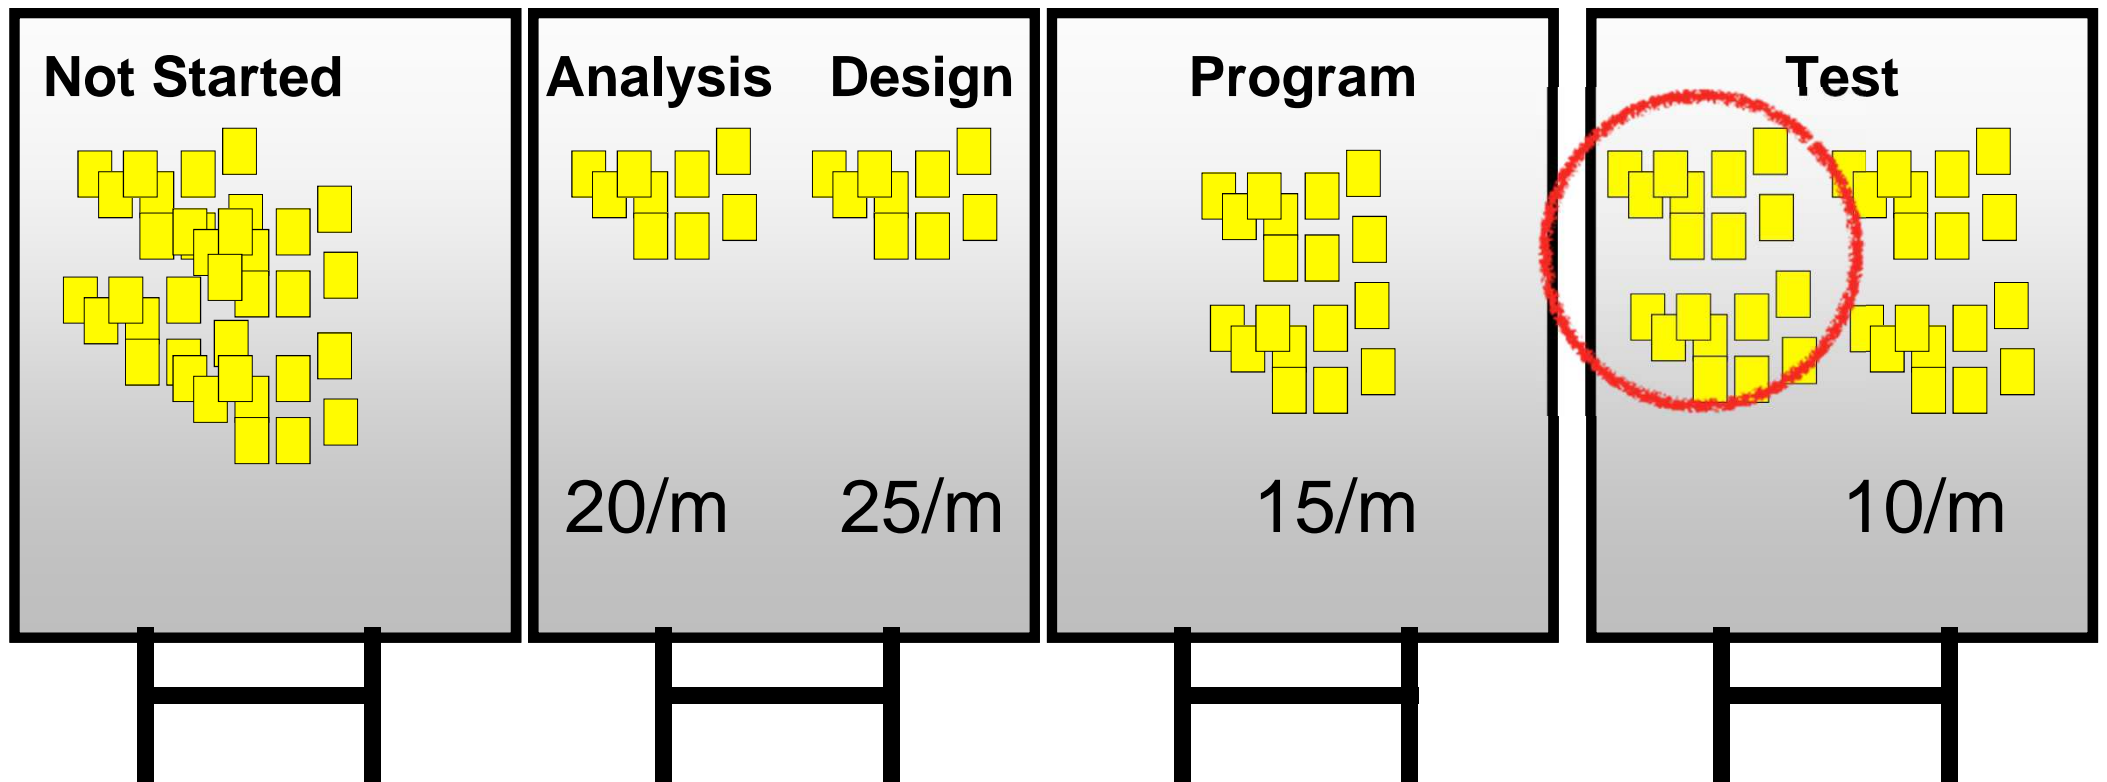 Not Started
Analysis
Design
Program
Test
20/m
25/m
15/m
10/m